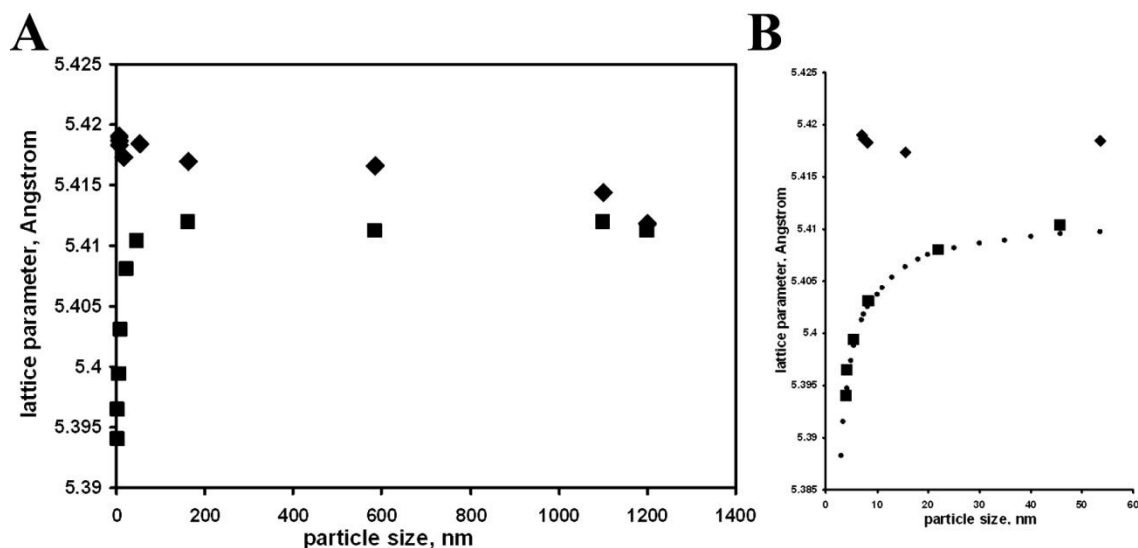 A
5.425
5.42
5.415
5.41
5.405
5.4
5.395
5.39
lattice parameter, Angstrom
0 200 400 600 800 1000 1200 1400
particle size, nm
B
5.425
5.42
5.415
5.41
5.405
5.4
5.395
5.39
5.385
lattice parameter, Angstrom
0 10 20 30 40 50 60
particle size, nm